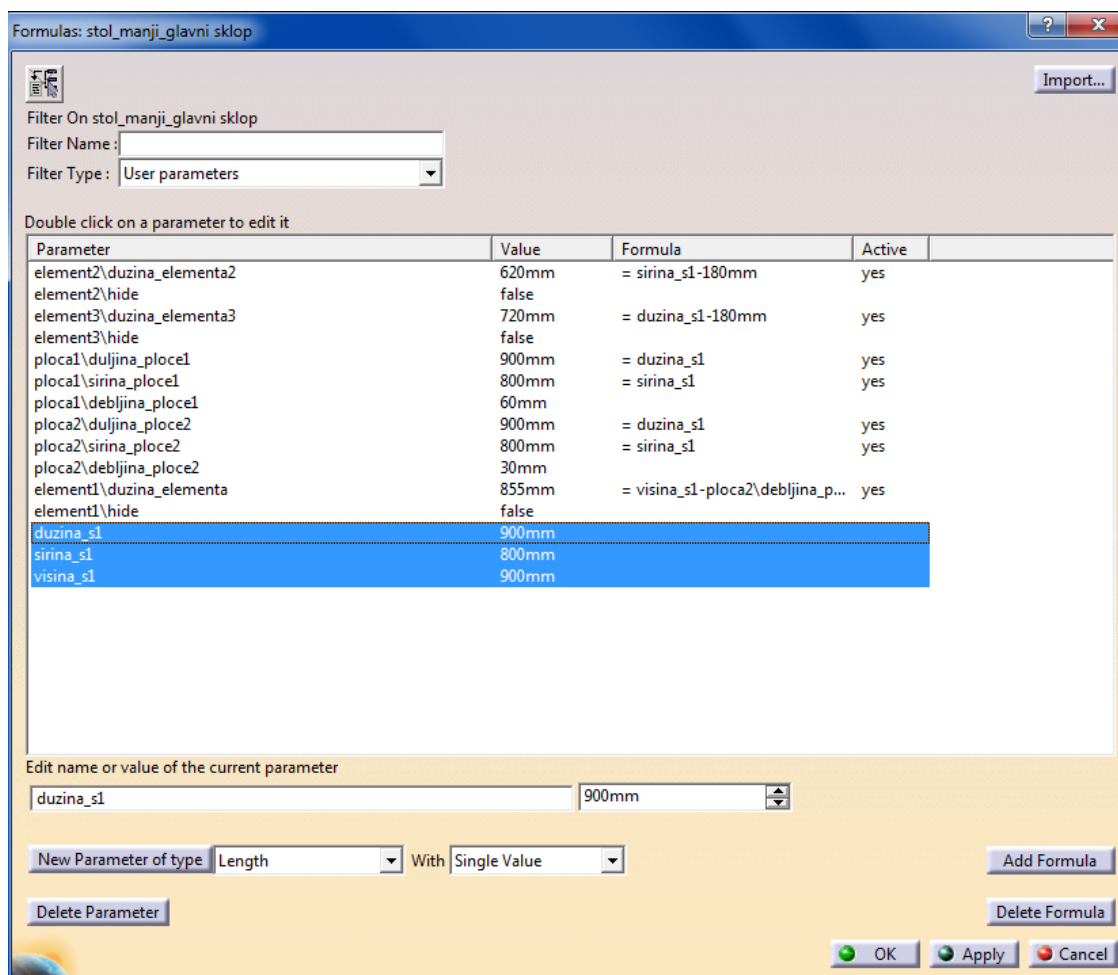 Formulas: stol_manji_glavni sklop
Import...
Filter On stol_manji_glavni sklop
Filter Name :
Filter Type : User parameters
Double click on a parameter to edit it
Parameter Value Formula Active
element2\duzina_elementa2 620mm = sirina_s1-180mm yes
element2\hide false
element3\duzina_elementa3 720mm = duzina_s1-180mm yes
element3\hide false
ploca1\duljina_ploce1 900mm = duzina_s1 yes
ploca1\sirina_ploce1 800mm = sirina_s1 yes
ploca1\debljina_ploce1 60mm
ploca2\duljina_ploce2 900mm = duzina_s1 yes
ploca2\sirina_ploce2 800mm = sirina_s1 yes
ploca2\debljina_ploce2 30mm
element1\duzina_elementa 855mm = visina_s1-ploca2\debljina_p... yes
element1\hide false
duzina_s1 900mm
sirina_s1 800mm
visina_s1 900mm
Edit name or value of the current parameter
duzina_s1 900mm
New Parameter of type Length With Single Value Add Formula
Delete Parameter Delete Formula
OK Apply Cancel